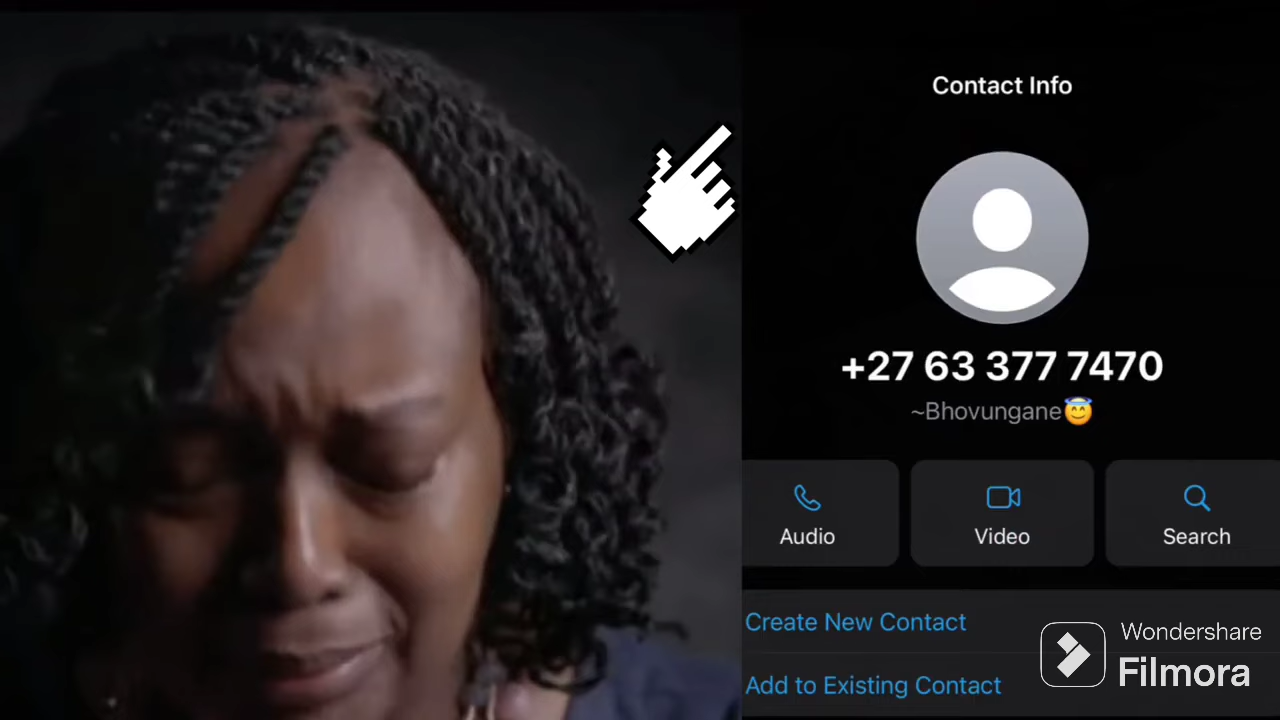 Contact Info
+27 63 377 7470
~Bhovungane😇
Audio
Video
Search
Create New Contact
Add to Existing Contact
Wondershare
Filmora